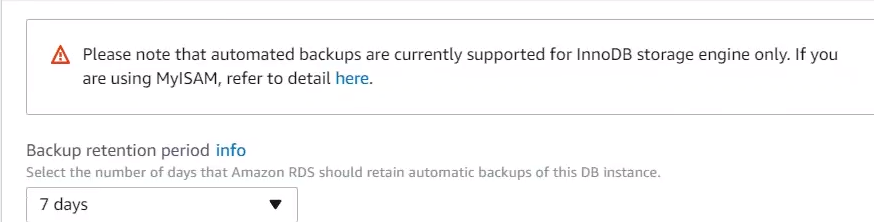 Please note that automated backups are currently supported for InnoDB storage engine only. If you
are using MyISAM, refer to detail here.
Backup retention period info
Select the number of days that Amazon RDS should retain automatic backups of this DB instance.
7 days